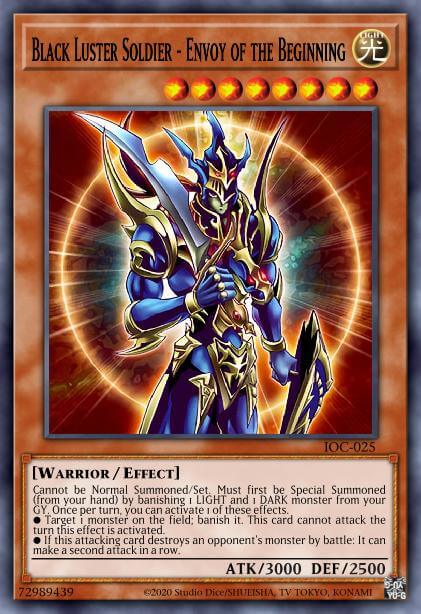 Black Luster Soldier - Envoy of the Beginning
LIGHT
光
IOC-025
[Warrior / Effect]
Cannot be Normal Summoned/Set. Must first be Special Summoned
(from your hand) by banishing 1 LIGHT and 1 DARK monster from
your GY. Once per turn, you can activate 1 of these effects.
● Target 1 monster on the field; banish it. This card cannot attack
the turn this effect is activated.
● If this attacking card destroys an opponent's monster by battle: It can
make a second attack in a row.
ATK/3000 DEF/2500
72989439
©2020 Studio Dice/SHUEISHA, TV TOKYO, KONAMI